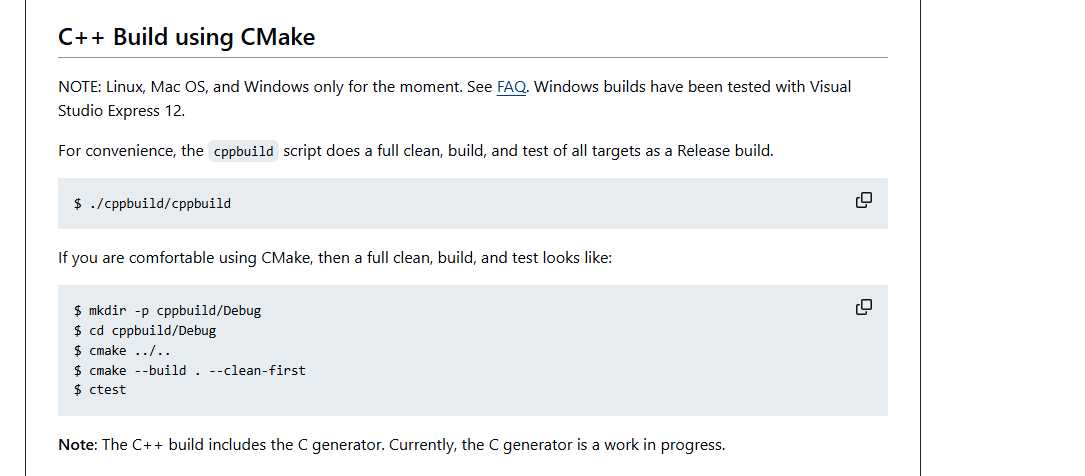 C++ Build using CMake
NOTE: Linux, Mac OS, and Windows only for the moment. See FAQ. Windows builds have been tested with Visual
Studio Express 12.
For convenience, the cppbuild script does a full clean, build, and test of all targets as a Release build.
$ ./cppbuild/cppbuild
If you are comfortable using CMake, then a full clean, build, and test looks like:
$ mkdir -p cppbuild/Debug
$ cd cppbuild/Debug
$ cmake ../..
$ cmake --build . --clean-first
$ ctest
Note: The C++ build includes the C generator. Currently, the C generator is a work in progress.